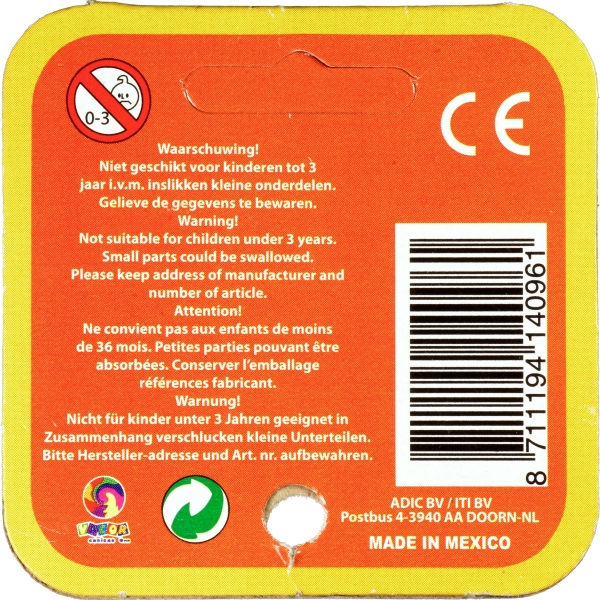 0-3
CE
Waarschuwing!
Niet geschikt voor kinderen tot 3
jaar i.v.m. inslikken kleine onderdelen.
Gelieve de gegevens te bewaren.
Warning!
Not suitable for children under 3 years.
Small parts could be swallowed.
Please keep address of manufacturer and
number of article.
Attention!
Ne convient pas aux enfants de moins
de 36 mois. Petites parties pouvant être
absorbées. Conserver l'emballage
références fabricant.
Warnung!
Nicht für kinder unter 3 Jahren geeignet in
Zusammenhang verschlucken kleine Unterteilen.
Bitte Hersteller-adresse und Art. nr. aufbewahren.
8 711194 140961
ADIC BV / ITI BV
Postbus 4-3940 AA DOORN-NL
MADE IN MEXICO